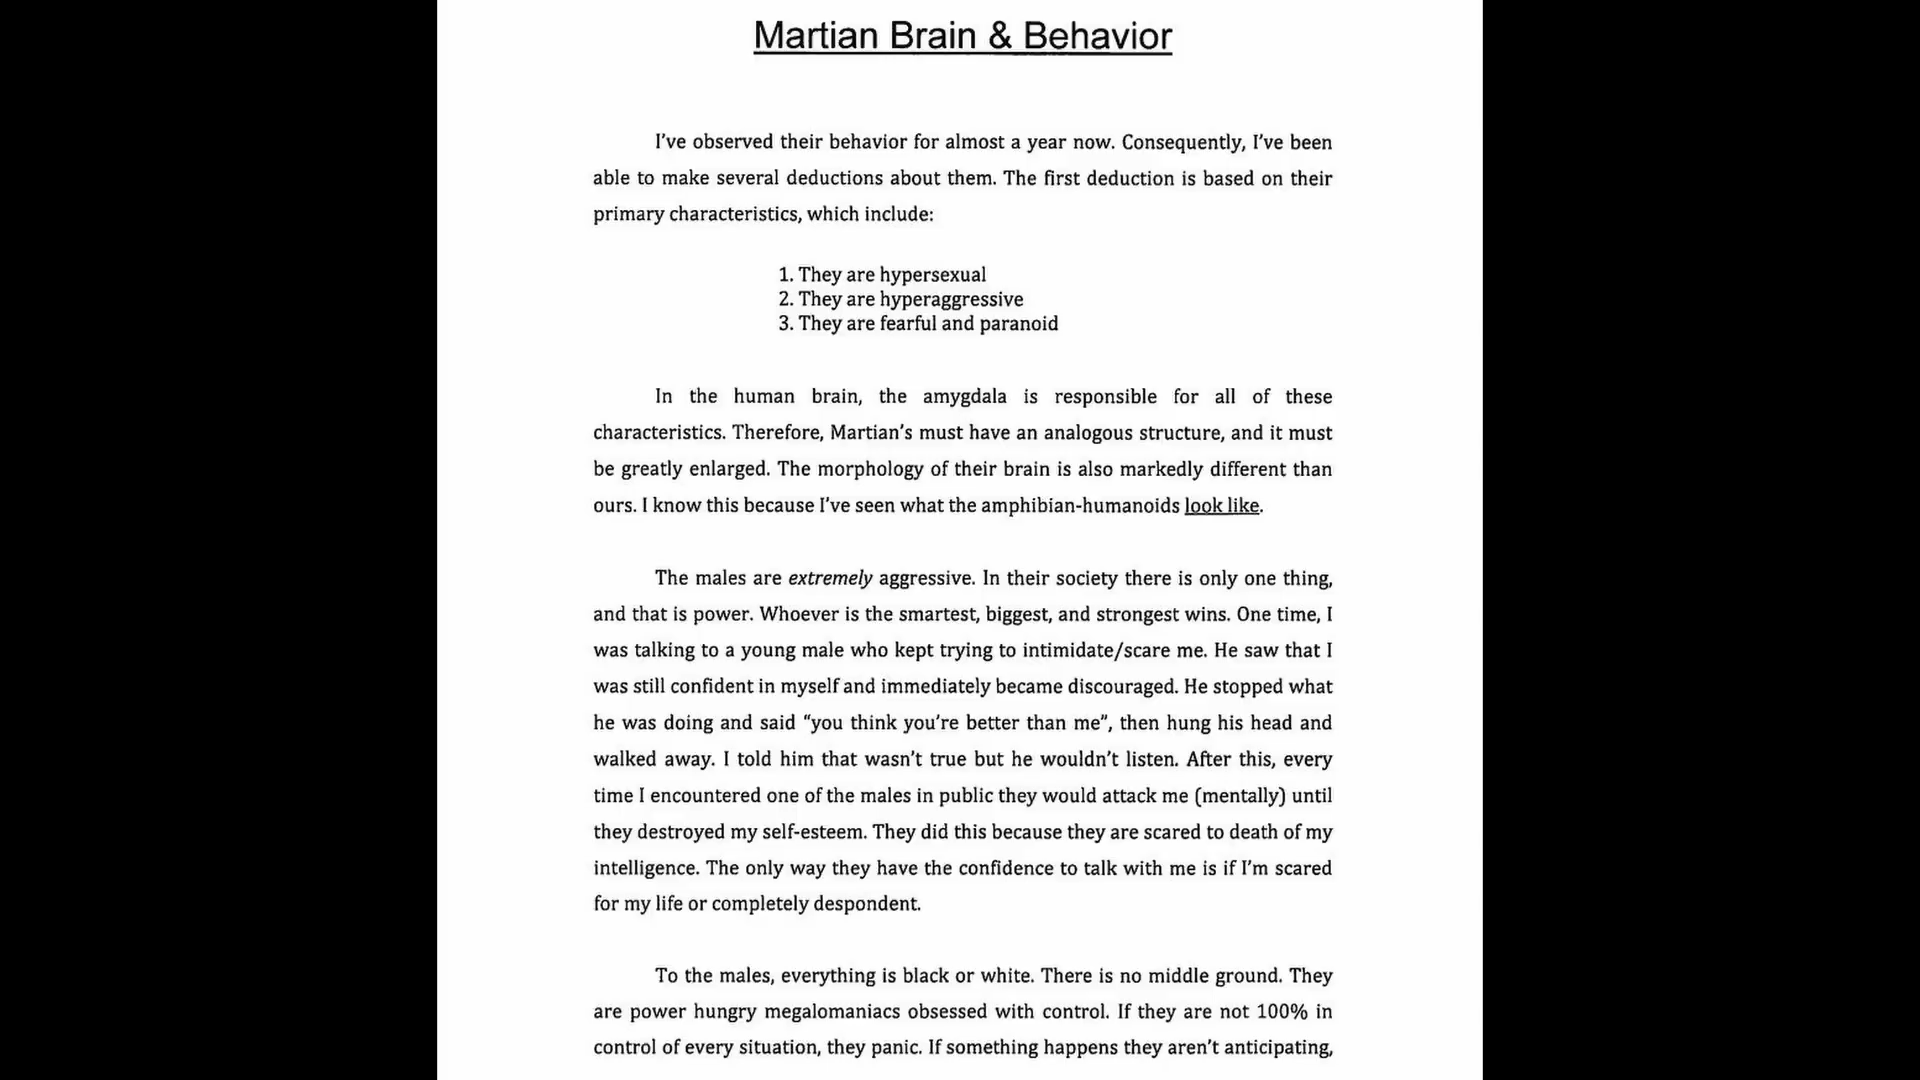 Martian Brain & Behavior
I've observed their behavior for almost a year now. Consequently, I've been
able to make several deductions about them. The first deduction is based on their
primary characteristics, which include:
1. They are hypersexual
2. They are hyperaggressive
3. They are fearful and paranoid
In the human brain, the amygdala is responsible for all of these
characteristics. Therefore, Martian's must have an analogous structure, and it must
be greatly enlarged. The morphology of their brain is also markedly different than
ours. I know this because I've seen what the amphibian-humanoids look like.
The males are extremely aggressive. In their society there is only one thing,
and that is power. Whoever is the smartest, biggest, and strongest wins. One time, I
was talking to a young male who kept trying to intimidate/scare me. He saw that I
was still confident in myself and immediately became discouraged. He stopped what
he was doing and said “you think you're better than me”, then hung his head and
walked away. I told him that wasn't true but he wouldn't listen. After this, every
time I encountered one of the males in public they would attack me (mentally) until
they destroyed my self-esteem. They did this because they are scared to death of my
intelligence. The only way they have the confidence to talk with me is if I'm scared
for my life or completely despondent.
To the males, everything is black or white. There is no middle ground. They
are power hungry megalomaniacs obsessed with control. If they are not 100% in
control of every situation, they panic. If something happens they aren't anticipating,